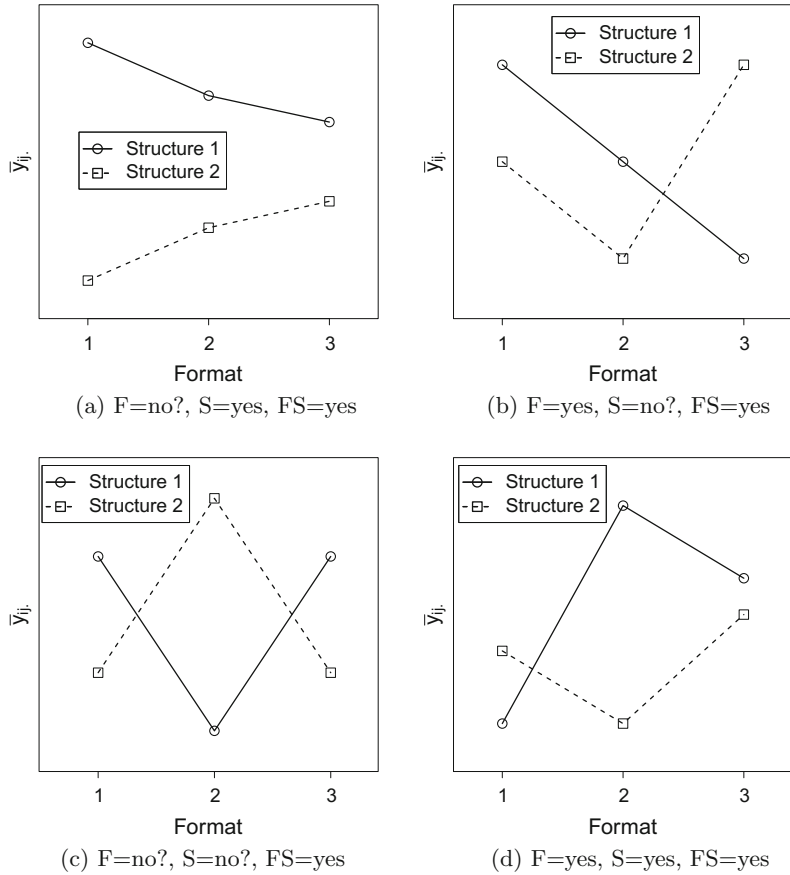 Structure 1
Structure 2
ȳij.
1 2 3
Format
(a) F=no?, S=yes, FS=yes
Structure 1
Structure 2
ȳij.
1 2 3
Format
(b) F=yes, S=no?, FS=yes
Structure 1
Structure 2
ȳij.
1 2 3
Format
(c) F=no?, S=no?, FS=yes
Structure 1
Structure 2
ȳij.
1 2 3
Format
(d) F=yes, S=yes, FS=yes